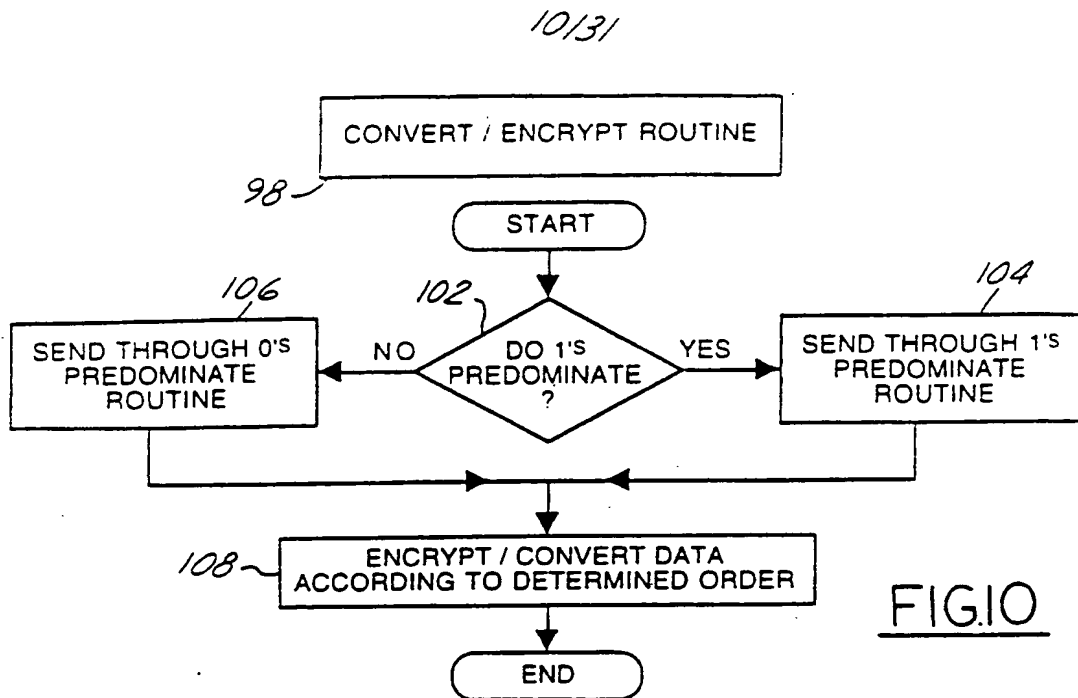 10/31
CONVERT / ENCRYPT ROUTINE
98
START
106
102
104
SEND THROUGH 0'S
PREDOMINATE
ROUTINE
NO
DO 1'S
PREDOMINATE
?
YES
SEND THROUGH 1'S
PREDOMINATE
ROUTINE
108
ENCRYPT / CONVERT DATA
ACCORDING TO DETERMINED ORDER
FIG.10
END